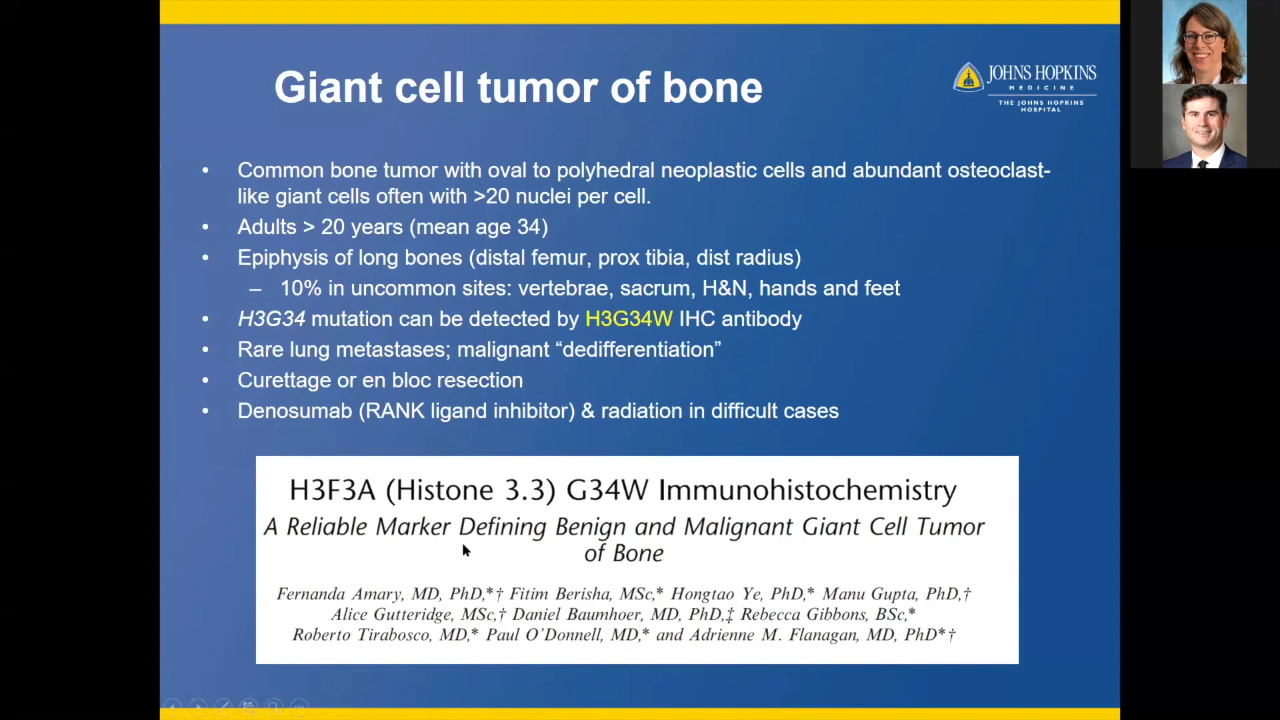 Giant cell tumor of bone
JOHNS HOPKINS
MEDICINE
THE JOHNS HOPKINS
HOSPITAL
• Common bone tumor with oval to polyhedral neoplastic cells and abundant osteoclast-
like giant cells often with >20 nuclei per cell.
• Adults > 20 years (mean age 34)
• Epiphysis of long bones (distal femur, prox tibia, dist radius)
– 10% in uncommon sites: vertebrae, sacrum, H&N, hands and feet
• H3G34 mutation can be detected by H3G34W IHC antibody
• Rare lung metastases; malignant “dedifferentiation”
• Curettage or en bloc resection
• Denosumab (RANK ligand inhibitor) & radiation in difficult cases
H3F3A (Histone 3.3) G34W Immunohistochemistry
A Reliable Marker Defining Benign and Malignant Giant Cell Tumor
of Bone
Fernanda Amary, MD, PhD,*† Fitim Berisha, MSc,* Hongtao Ye, PhD,* Manu Gupta, PhD,†
Alice Gutteridge, MSc,† Daniel Baumhoer, MD, PhD,‡ Rebecca Gibbons, BSc,*
Roberto Tirabosco, MD,* Paul O’Donnell, MD,* and Adrienne M. Flanagan, MD, PhD*†